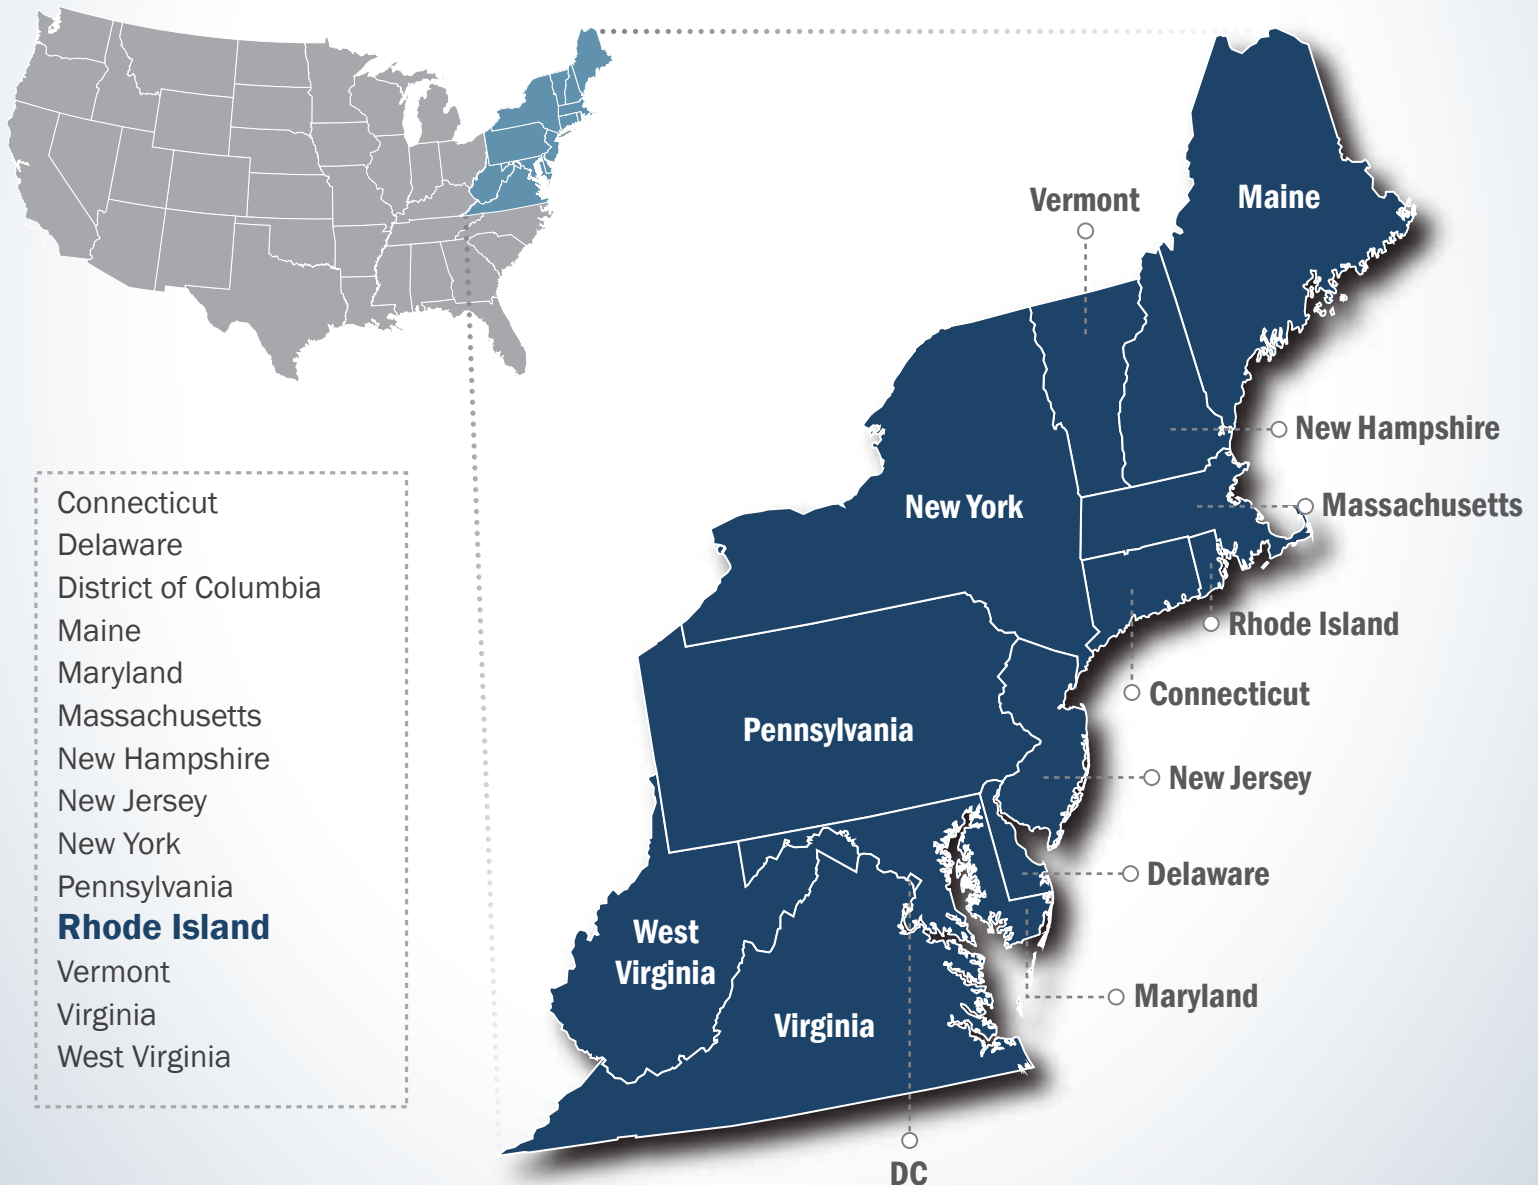 Connecticut
Delaware
District of Columbia
Maine
Maryland
Massachusetts
New Hampshire
New Jersey
New York
Pennsylvania
Rhode Island
Vermont
Virginia
West Virginia
Maine
Vermont
New Hampshire
New York
Massachusetts
Rhode Island
Connecticut
Pennsylvania
New Jersey
Delaware
West
Virginia
Maryland
Virginia
DC